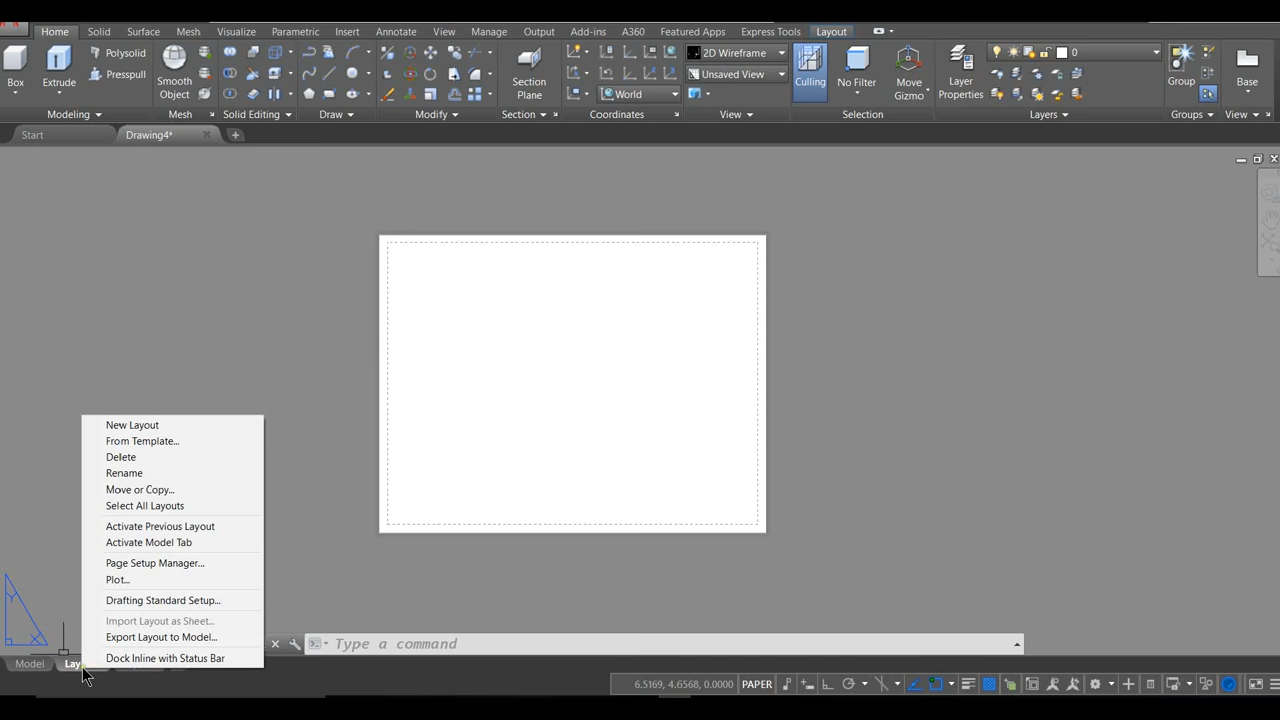 Home Solid Surface Mesh Visualize Parametric Insert Annotate View Manage Output Add-ins A360 Featured Apps Express Tools Layout
Polysolid
Presspull
Box
Extrude
Smooth
Object
Section
Plane
2D Wireframe
Unsaved View
World
Culling
No Filter
Move
Gizmo
Layer
Properties
0
Group
Base
Modeling Mesh Solid Editing Draw Modify Section Coordinates View Selection Layers Groups View
Start Drawing4*
New Layout
From Template...
Delete
Rename
Move or Copy...
Select All Layouts
Activate Previous Layout
Activate Model Tab
Page Setup Manager...
Plot...
Drafting Standard Setup...
Import Layout as Sheet...
Export Layout to Model...
Dock Inline with Status Bar
Y
X
Type a command
Model Lay
6.5169, 4.6568, 0.0000 PAPER